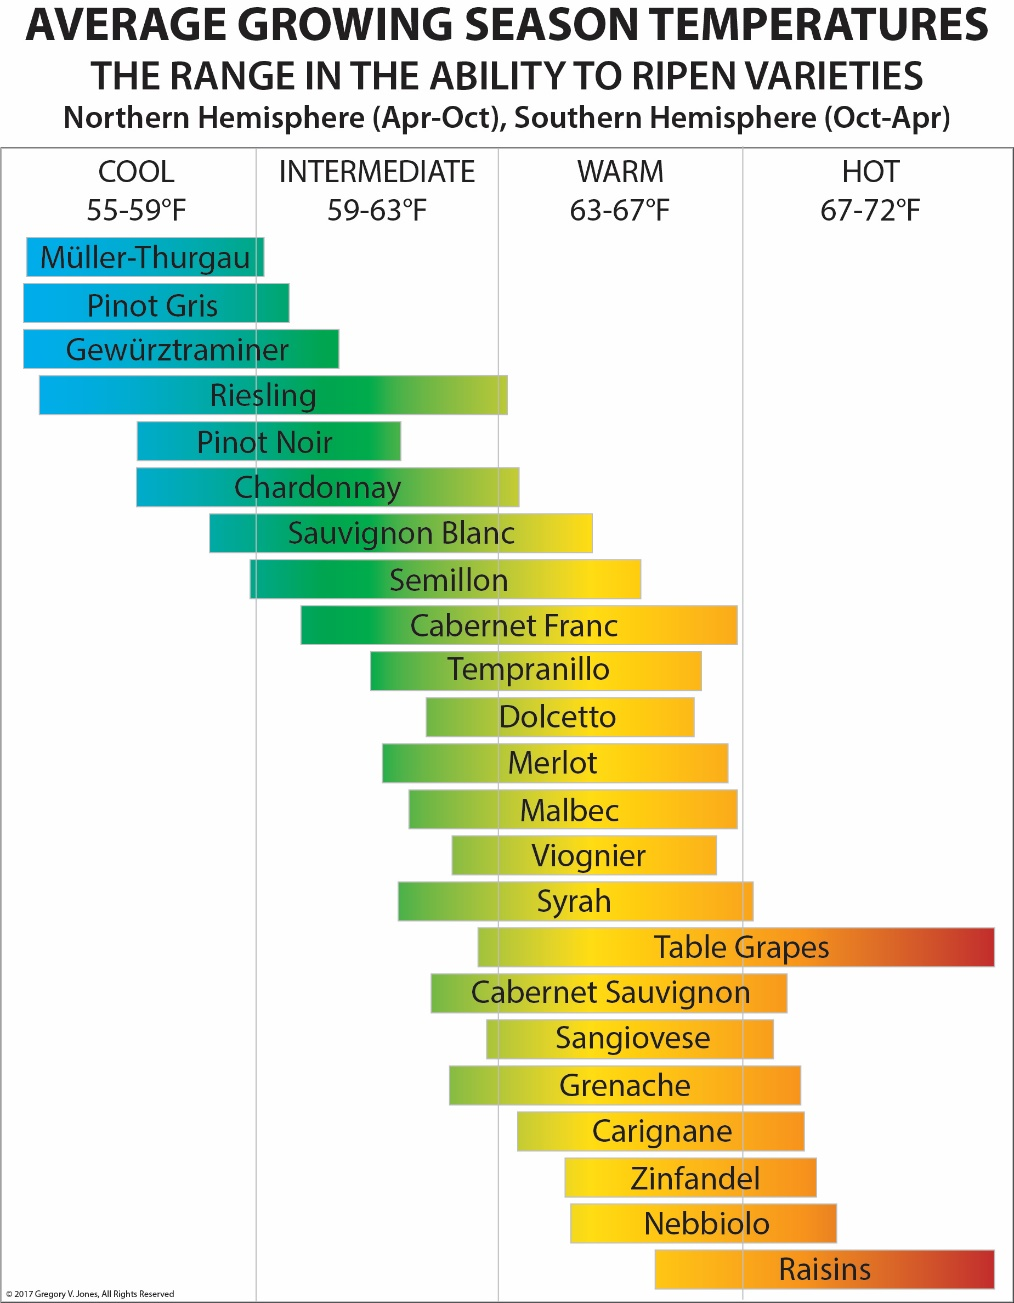 AVERAGE GROWING SEASON TEMPERATURES
THE RANGE IN THE ABILITY TO RIPEN VARIETIES
Northern Hemisphere (Apr-Oct), Southern Hemisphere (Oct-Apr)
COOL INTERMEDIATE WARM HOT
55-59°F 59-63°F 63-67°F 67-72°F
Müller-Thurgau
Pinot Gris
Gewürztraminer
Riesling
Pinot Noir
Chardonnay
Sauvignon Blanc
Semillon
Cabernet Franc
Tempranillo
Dolcetto
Merlot
Malbec
Viognier
Syrah
Table Grapes
Cabernet Sauvignon
Sangiovese
Grenache
Carignane
Zinfandel
Nebbiolo
Raisins
© 2017 Gregory V. Jones, All Rights Reserved